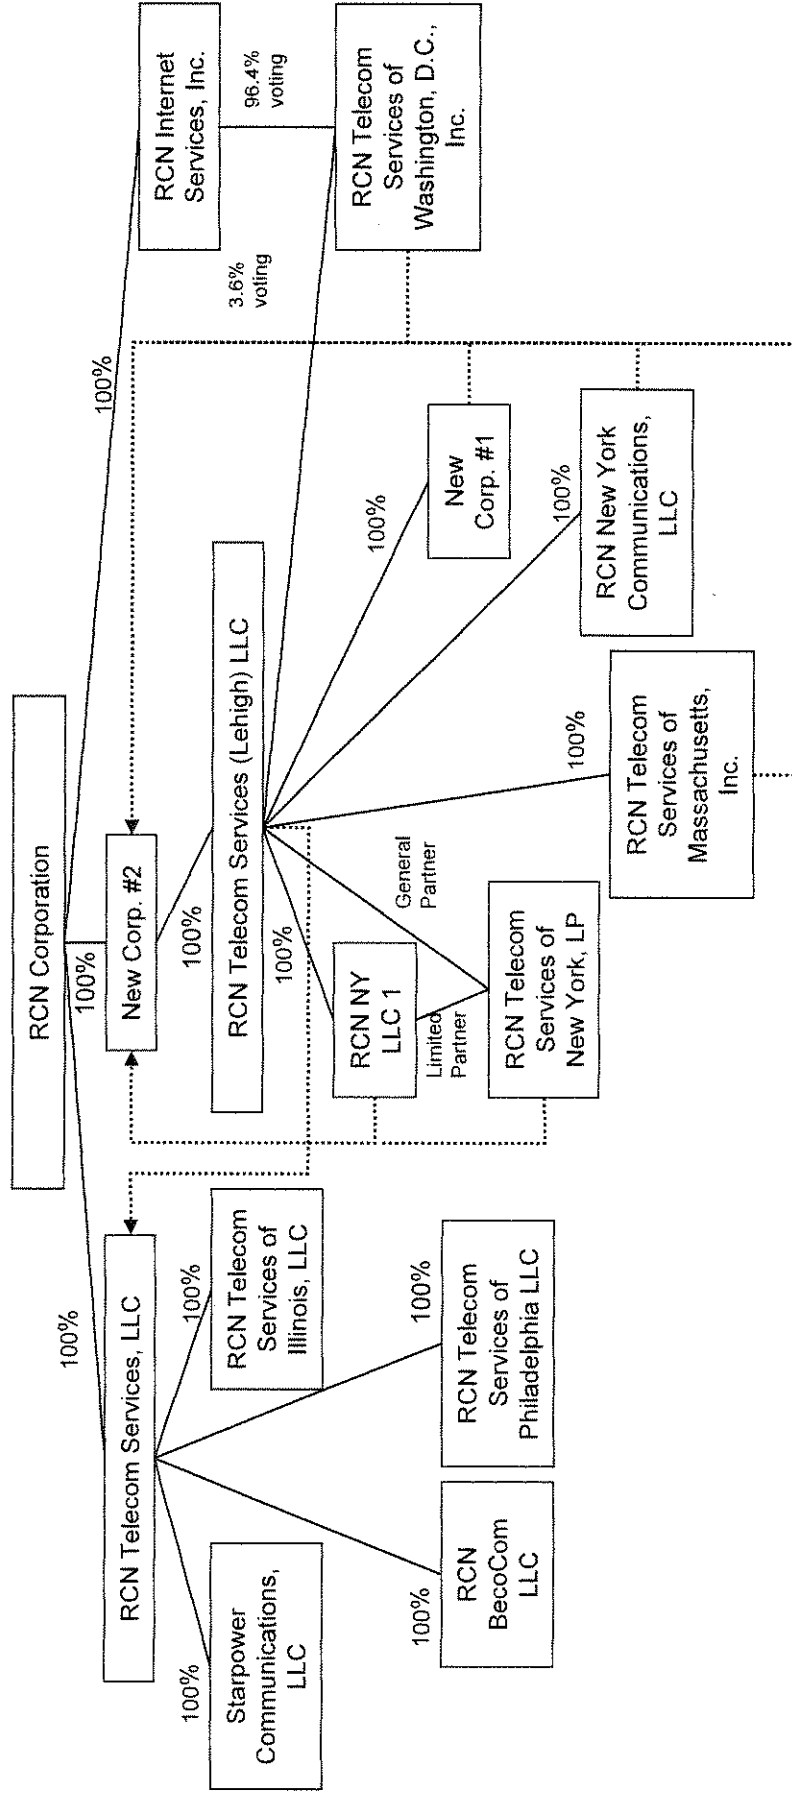 RCN Corporation
100%
100%
100%
RCN Telecom Services, LLC
New Corp. #2
RCN Internet
Services, Inc.
100%
100%
100%
96.4%
voting
3.6%
voting
Starpower
Communications,
LLC
RCN Telecom
Services of
Illinois, LLC
RCN Telecom Services (Lehigh) LLC
100%
100%
100%
General
Partner
RCN NY
LLC 1
RCN Telecom
Services of
Washington, D.C.,
Inc.
100%
100%
Limited
Partner
New
Corp. #1
RCN
BecoCom
LLC
RCN Telecom
Services of
Philadelphia LLC
RCN Telecom
Services of
New York, LP
100%
100%
RCN Telecom
Services of
Massachusetts,
Inc.
RCN New York
Communications,
LLC